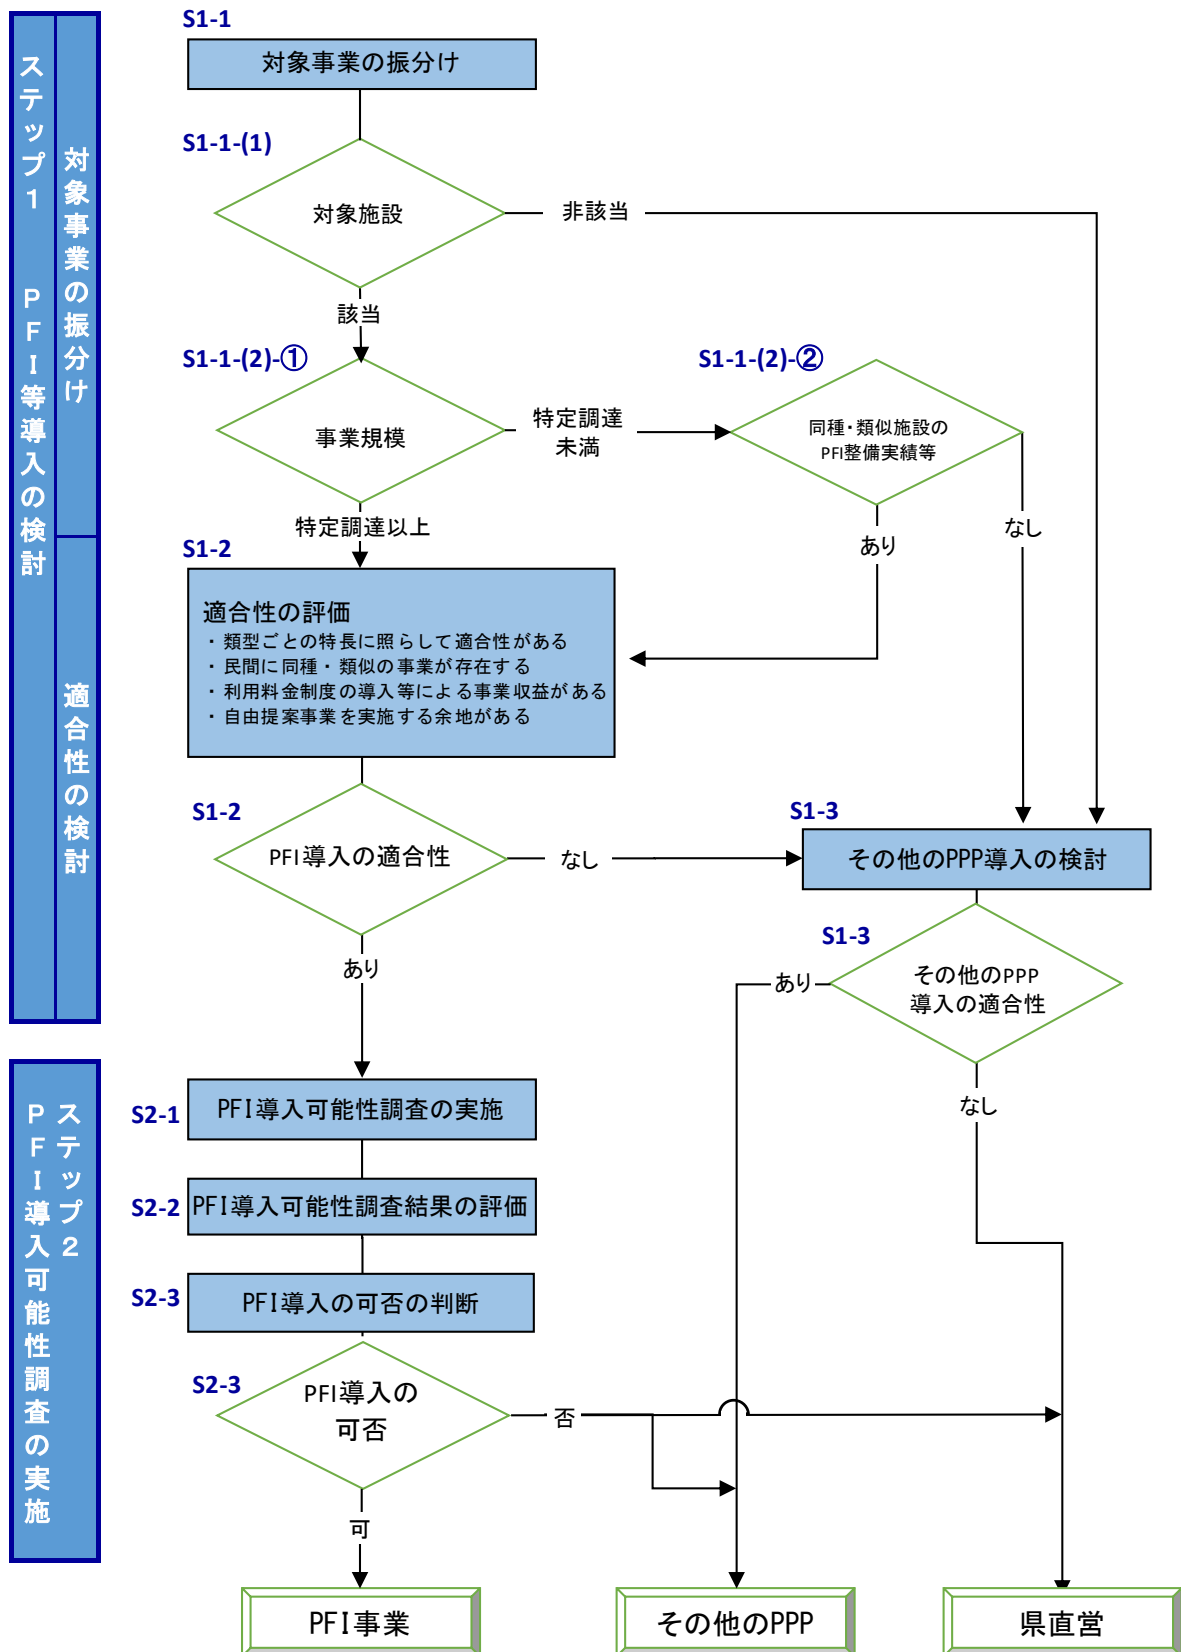 ステップ１　ＰＦＩ等導入の検討
対象事業の振分け
適合性の検討
S1-1
対象事業の振分け
S1-1-(1)
対象施設
非該当
該当
S1-1-(2)-①
事業規模
特定調達
未満
S1-1-(2)-②
同種・類似施設の
PFI整備実績等
特定調達以上
あり
なし
S1-2
適合性の評価
・類型ごとの特長に照らして適合性がある
・民間に同種・類似の事業が存在する
・利用料金制度の導入等による事業収益がある
・自由提案事業を実施する余地がある
S1-2
PFI導入の適合性
なし
あり
S1-3
その他のPPP導入の検討
S1-3
その他のPPP
導入の適合性
あり
なし
ステップ２
ＰＦＩ導入可能性調査の実施
S2-1
PFI導入可能性調査の実施
S2-2
PFI導入可能性調査結果の評価
S2-3
PFI導入の可否の判断
S2-3
PFI導入の
可否
否
可
PFI事業
その他のPPP
県直営